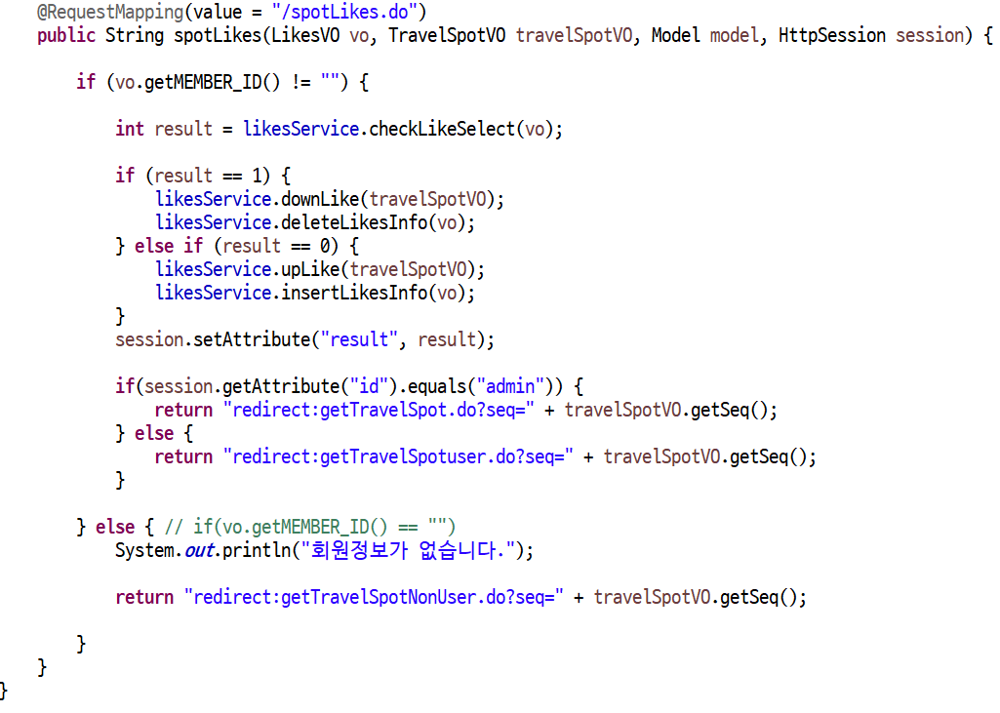 @RequestMapping(value = "/spotLikes.do")
public String spotLikes(LikesVO vo, TravelSpotVO travelSpotVO, Model model, HttpSession session) {
if (vo.getMEMBER_ID() != "") {
int result = likesService.checkLikeSelect(vo);
if (result == 1) {
likesService.downLike(travelSpotVO);
likesService.deleteLikesInfo(vo);
} else if (result == 0) {
likesService.upLike(travelSpotVO);
likesService.insertLikesInfo(vo);
}
session.setAttribute("result", result);
if(session.getAttribute("id").equals("admin")) {
return "redirect:getTravelSpot.do?seq=" + travelSpotVO.getSeq();
} else {
return "redirect:getTravelSpotuser.do?seq=" + travelSpotVO.getSeq();
}
} else { // if(vo.getMEMBER_ID() == "")
System.out.println("회원정보가 없습니다.");
return "redirect:getTravelSpotNonUser.do?seq=" + travelSpotVO.getSeq();
}
}
}